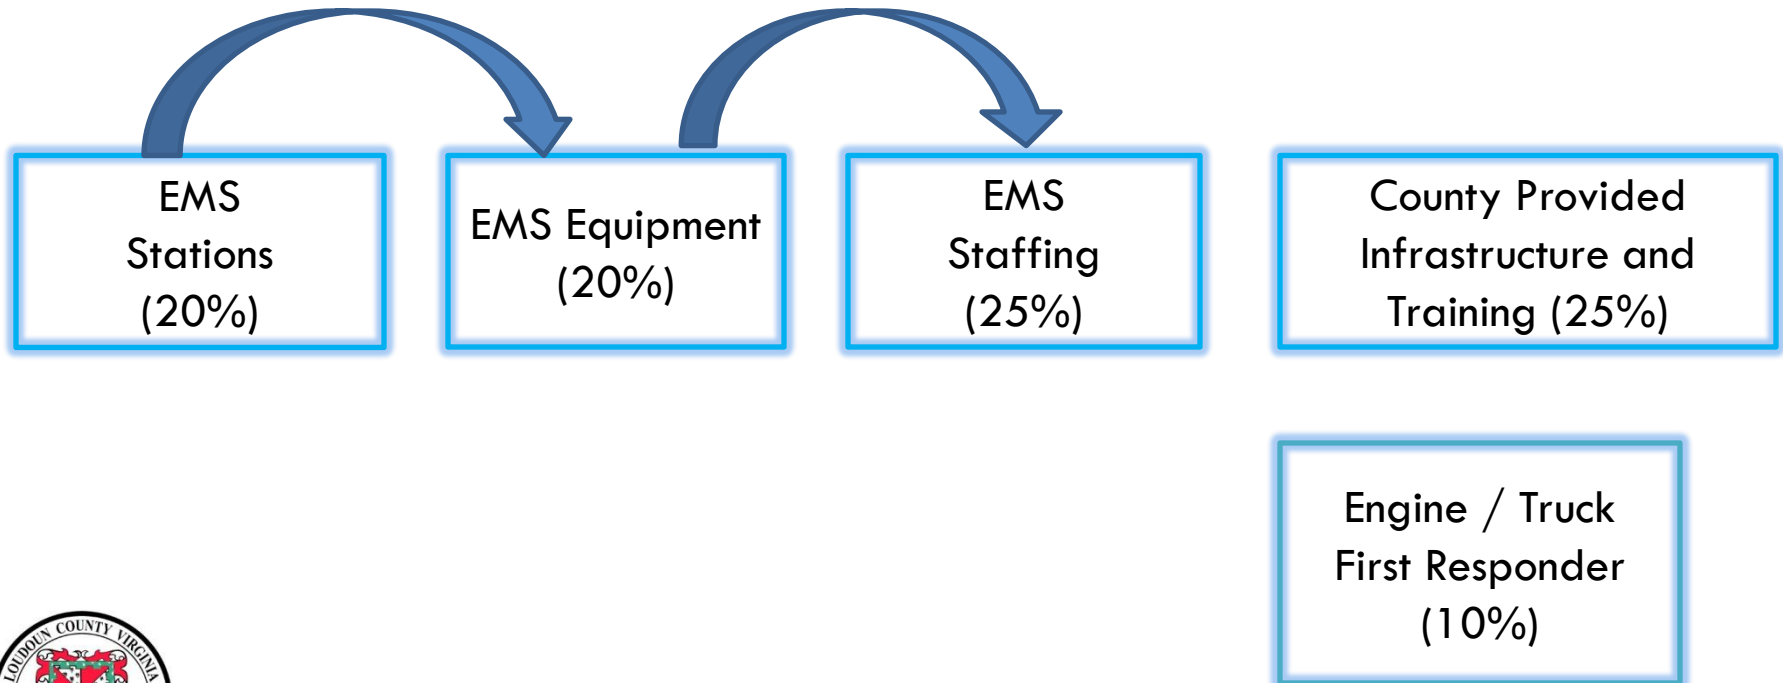 EMS
Stations
(20%)
EMS Equipment
(20%)
EMS
Staffing
(25%)
County Provided
Infrastructure and
Training (25%)
Engine / Truck
First Responder
(10%)
LOUDOUN COUNTY VIRGINIA